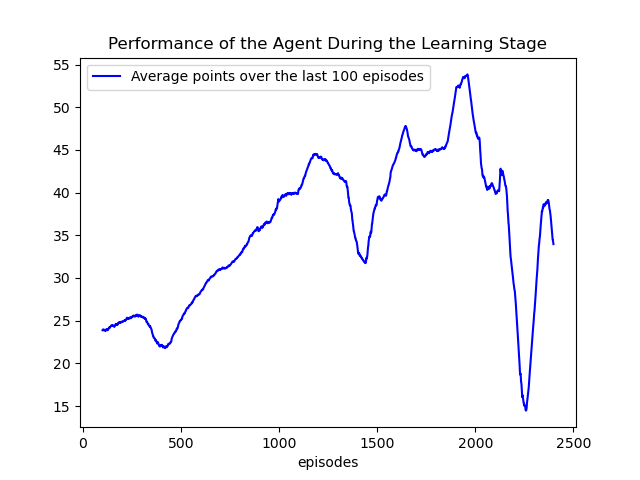 Performance of the Agent During the Learning Stage
Average points over the last 100 episodes
55
50
45
40
35
30
25
20
15
0 500 1000 1500 2000 2500
episodes